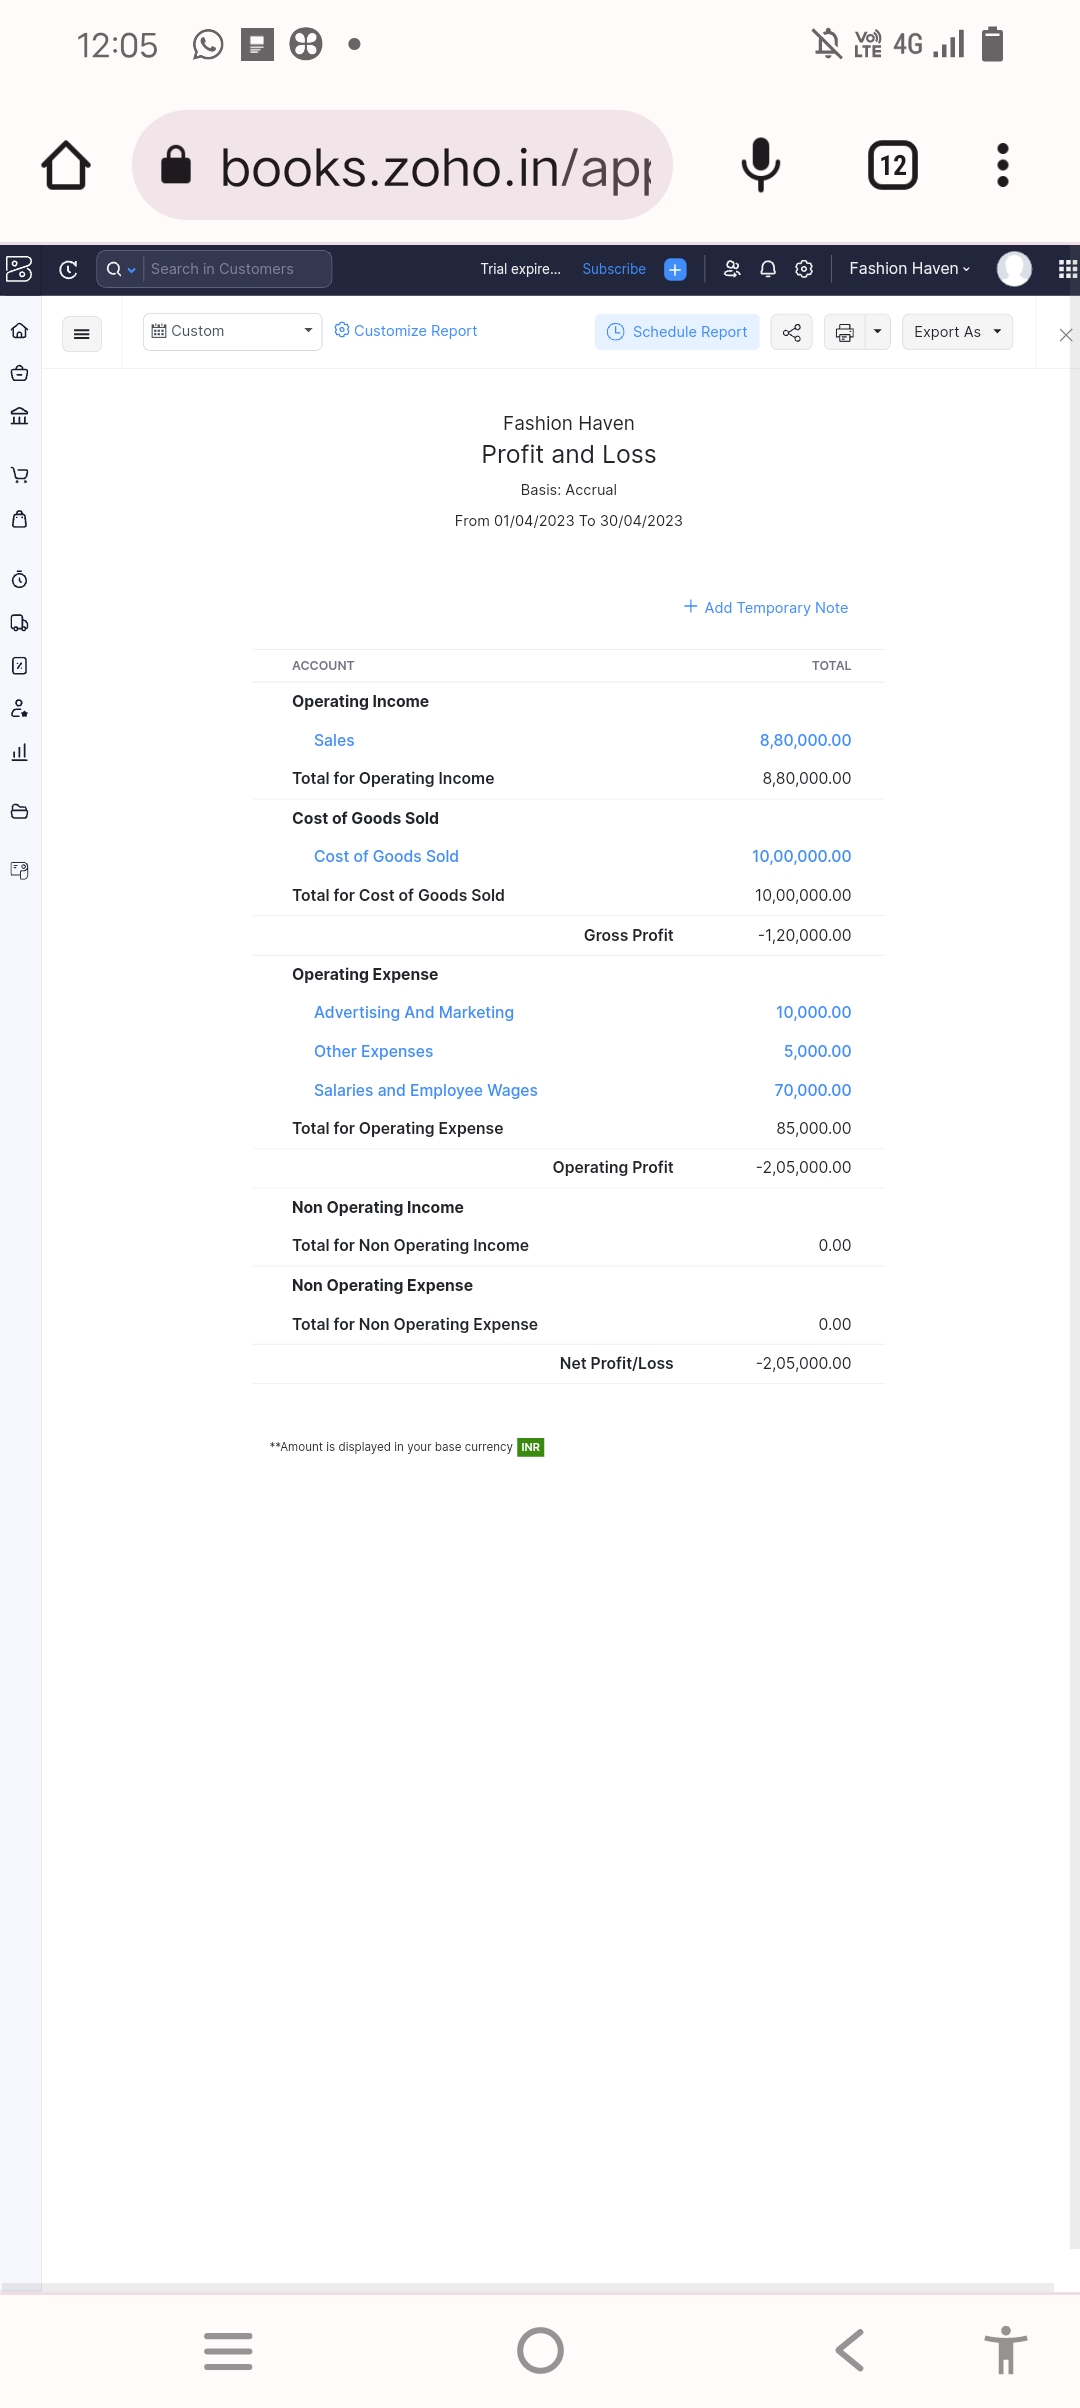 12:05
Vo))
LTE
4G
books.zoho.in/app
12
Search in Customers
Trial expire...
Subscribe
Fashion Haven
Custom
Customize Report
Schedule Report
Export As
Fashion Haven
Profit and Loss
Basis: Accrual
From 01/04/2023 To 30/04/2023
+ Add Temporary Note
ACCOUNT TOTAL
Operating Income
Sales 8,80,000.00
Total for Operating Income 8,80,000.00
Cost of Goods Sold
Cost of Goods Sold 10,00,000.00
Total for Cost of Goods Sold 10,00,000.00
Gross Profit -1,20,000.00
Operating Expense
Advertising And Marketing 10,000.00
Other Expenses 5,000.00
Salaries and Employee Wages 70,000.00
Total for Operating Expense 85,000.00
Operating Profit -2,05,000.00
Non Operating Income
Total for Non Operating Income 0.00
Non Operating Expense
Total for Non Operating Expense 0.00
Net Profit/Loss -2,05,000.00
**Amount is displayed in your base currency INR